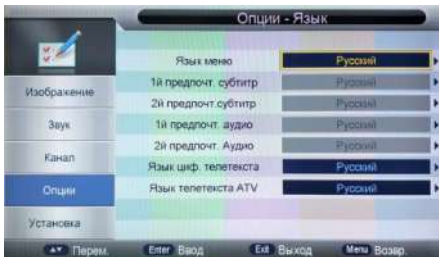 Опции - Язык
Изображение
Звук
Канал
Опции
Установка
Язык меню Русский
1й предпочт. субтитр Русский
2й предпочт.субтитр Русский
1й предпочт. аудио Русский
2й предпочт. Аудио Русский
Язык циф. телетекста Русский
Язык телетекста ATV Русский
Перем. Enter Ввод Exit Выход Menu Возвр.